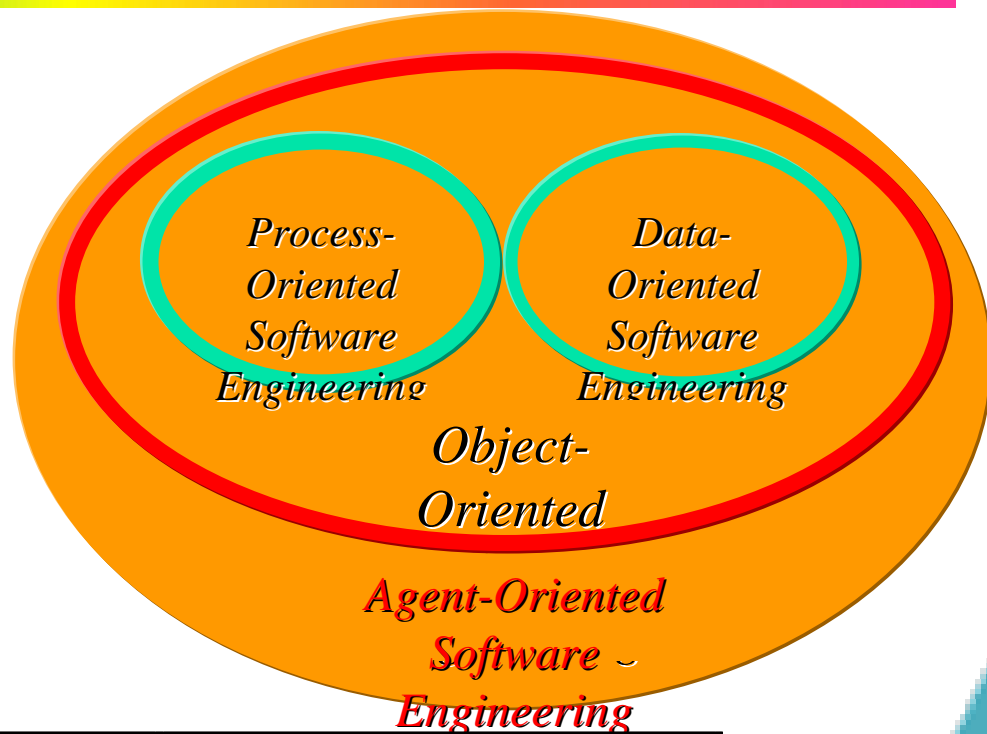 Process-
Oriented
Software
Engineering
Data-
Oriented
Software
Engineering
Object-
Oriented
Agent-Oriented
Software
Engineering